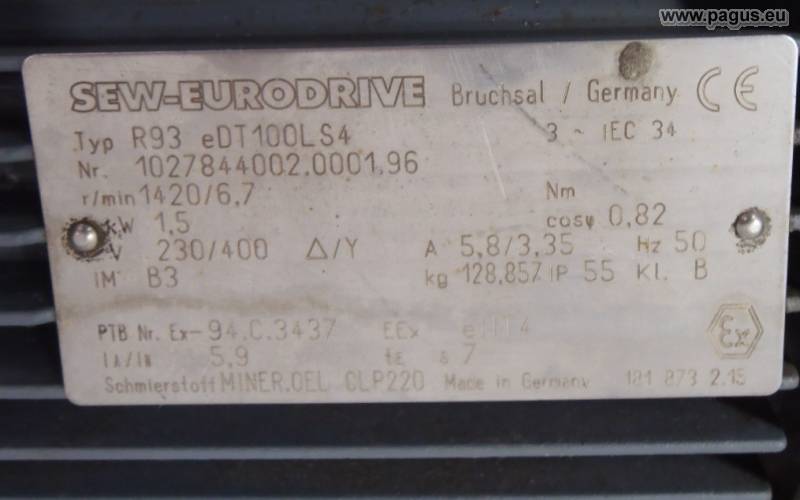 www.pagus.eu
SEW-EURODRIVE Bruchsal / Germany CE
Typ R93 eDT100LS4 3 ~ IEC 34
Nr. 1027844002.0001.96
r/min 1420/6,7 Nm
kW 1,5 cosφ 0,82
V 230/400 Δ/Y A 5,8/3,35 Hz 50
IM B3 kg 128,857 IP 55 Kl. B
PTB Nr. Ex-94.C.3437 EEx e II T4 Ex
IA/IN 5,9 tE s 7
Schmierstoff MINER.OEL CLP220 Made in Germany 181 873 2.15